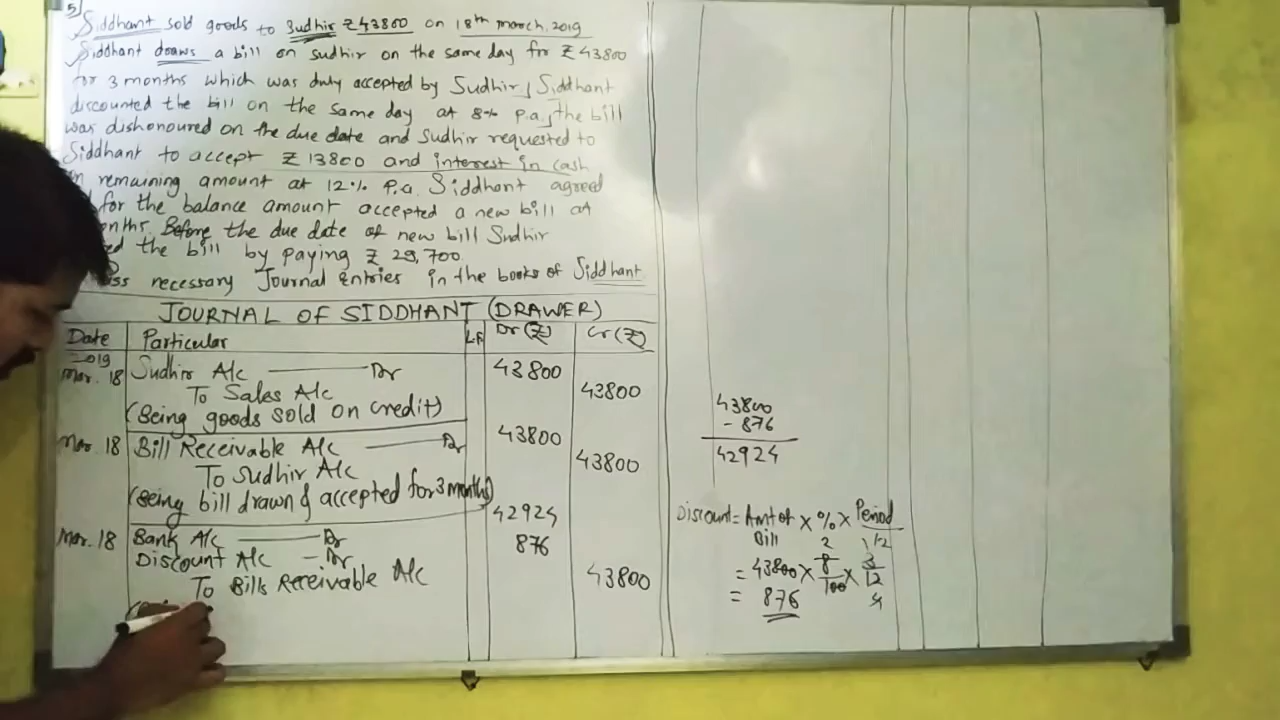 5)
Siddhant sold goods to Sudhir ₹43800 on 18th march, 2019
Siddhant draws a bill on sudhir on the same day for ₹43800
for 3 months which was duly accepted by Sudhir, Siddhant
discounted the bill on the same day at 8% p.a, the bill
was dishonoured on the due date and Sudhir requested to
Siddhant to accept ₹13800 and interest in cash
on remaining amount at 12% p.a. Siddhant agreed
for the balance amount accepted a new bill at
Before the due date of new bill Sudhir
the bill by paying ₹ 29,700.
necessary Journal Entries in the books of Siddhant
JOURNAL OF SIDDHANT (DRAWER)
Date Particular L.F Dr(₹) Cr(₹)
2019
Mar. 18 Sudhir A/c Dr 43800
To Sales A/c 43800
(Being goods sold on credit)
Mar. 18 Bill Receivable A/c Dr 43800
To Sudhir A/c 43800
(Being bill drawn & accepted for 3 months)
Mar. 18 Bank A/c Dr 42924
Discount A/c Dr 876
To Bills Receivable A/c 43800
43800
- 876
42924
Discount = Amt of Bill × % × Period
12
= 43800 × 8/100 × 3/12
= 876